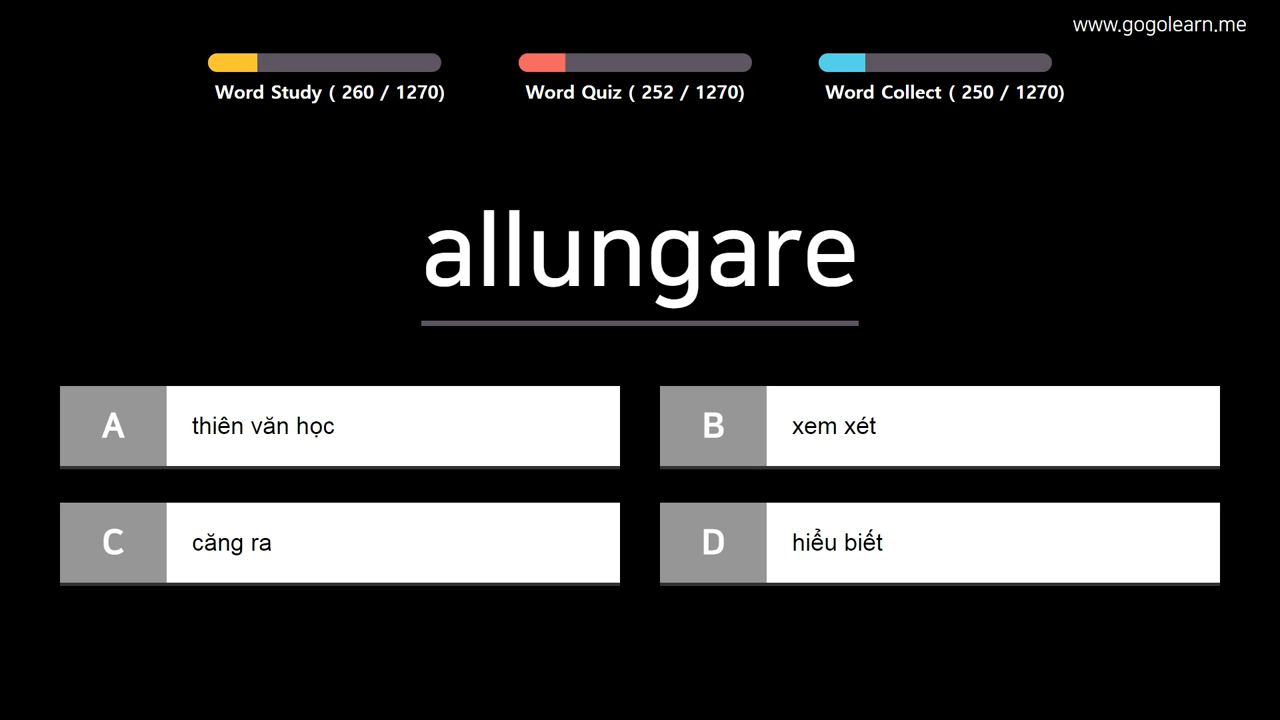 www.gogolearn.me
Word Study ( 260 / 1270)
Word Quiz ( 252 / 1270)
Word Collect ( 250 / 1270)
allungare
A thiên văn học
B xem xét
C căng ra
D hiểu biết